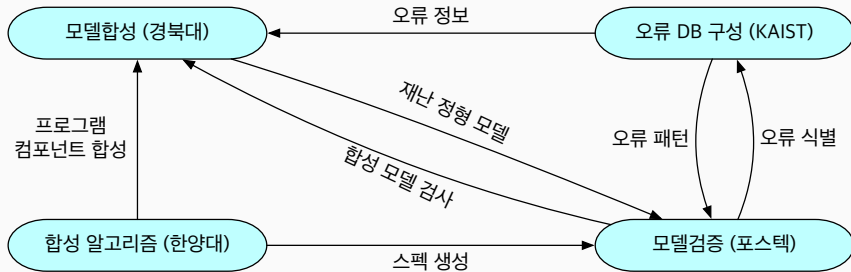 오류 정보
모델합성 (경북대)
오류 DB 구성 (KAIST)
재난 정형 모델
프로그램
컴포넌트 합성
오류 패턴
오류 식별
합성 모델 검사
합성 알고리즘 (한양대)
모델검증 (포스텍)
스펙 생성